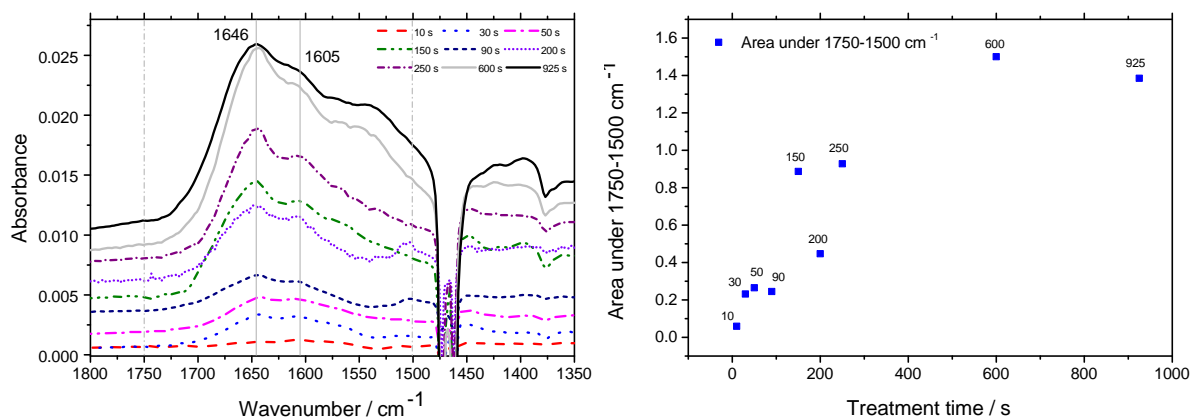 1646
1605
10 s 30 s 50 s
150 s 90 s 200 s
250 s 600 s 925 s
0.025
0.020
0.015
0.010
0.005
0.000
Absorbance
1800 1750 1700 1650 1600 1550 1500 1450 1400 1350
Wavenumber / cm⁻¹
Area under 1750-1500 cm⁻¹
1.6
1.4
1.2
1.0
0.8
0.6
0.4
0.2
0.0
Area under 1750-1500 cm⁻¹
600
925
150
250
200
30
50
90
10
0 200 400 600 800 1000
Treatment time / s